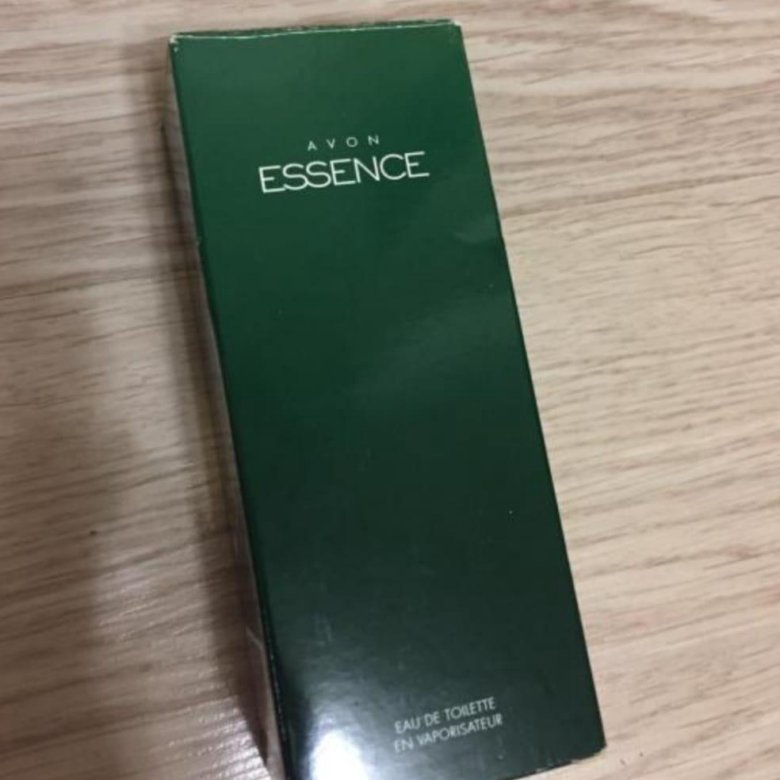 AVON
ESSENCE
EAU DE TOILETTE
EN VAPORISATEUR